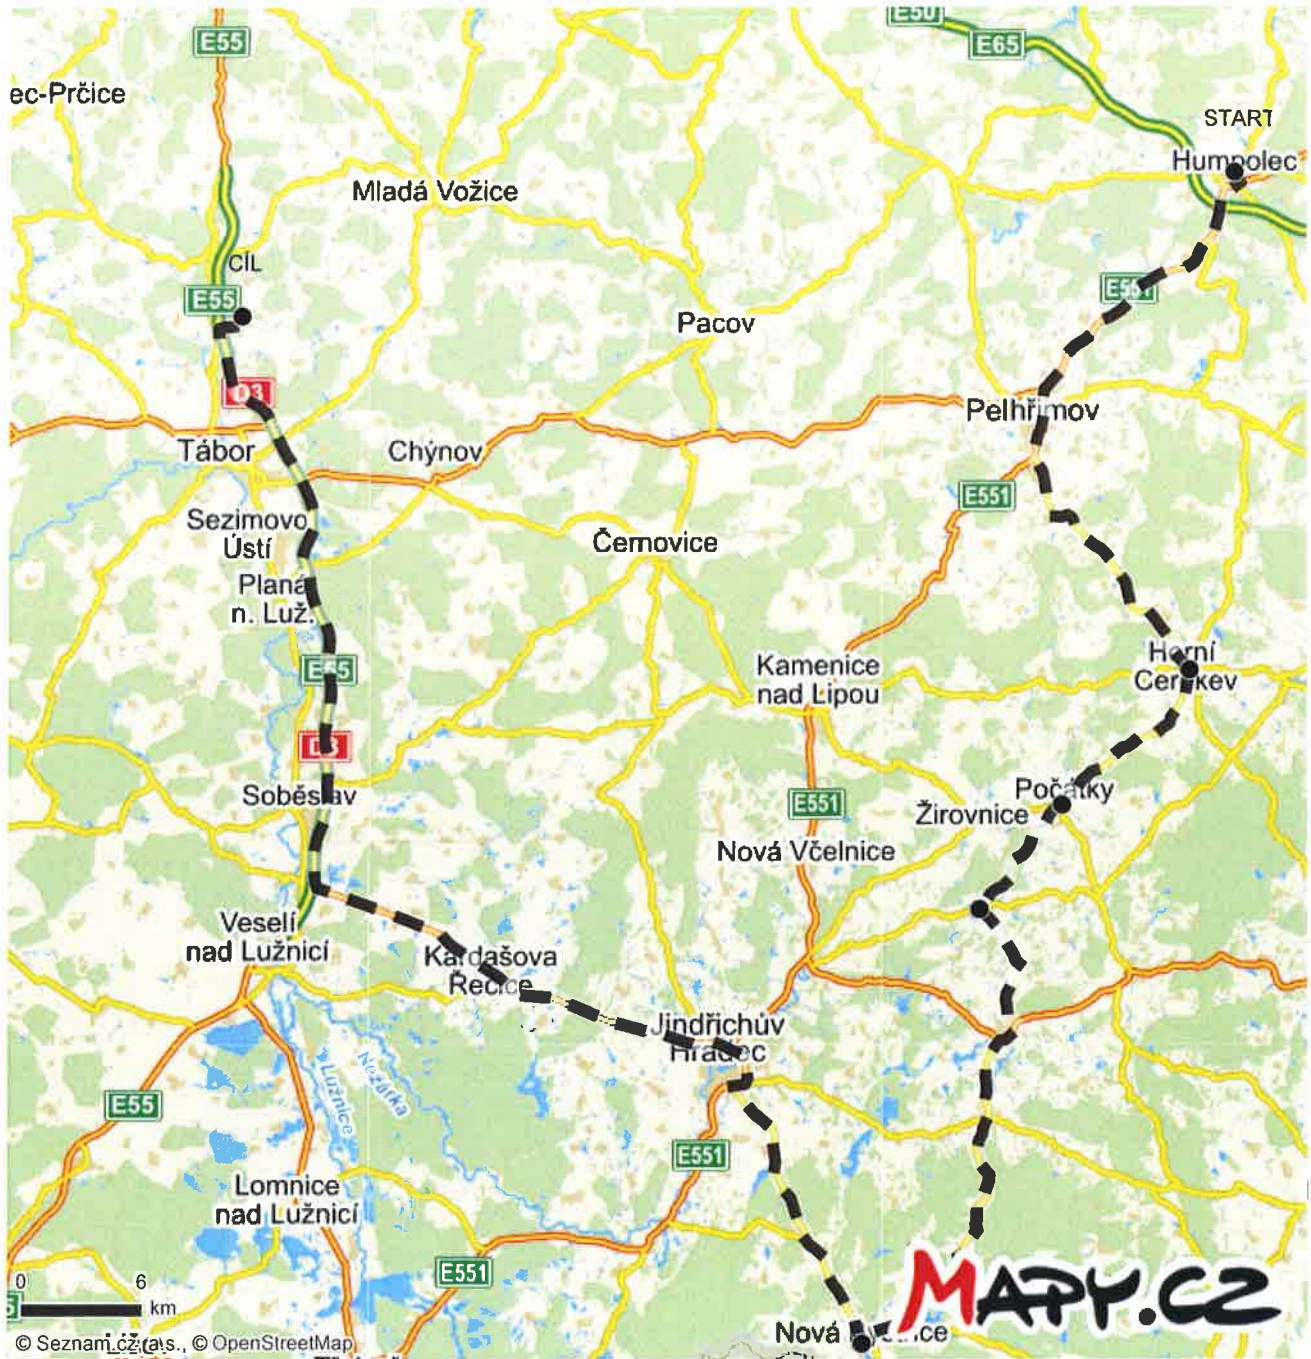 E50
E65
E55
ec-Prčice
START
Humpolec
Mladá Vožice
CÍL
E55
E551
Pacov
D3
Pelhřimov
Tábor
Chýnov
E551
Sezimovo
Ústí
Černovice
Planá
n. Luž.
Horní
Cerekev
E55
Kamenice
nad Lipou
D3
Soběslav
Počátky
E551
Žirovnice
Nová Včelnice
Veselí
nad Lužnicí
Kardašova
Řečice
Jindřichův
Hradec
Nežárka
Lužnice
E55
E551
Lomnice
nad Lužnicí
E551
MAPY.CZ
0 6
km
Nová Bystřice
© Seznam.cz, a.s., © OpenStreetMap